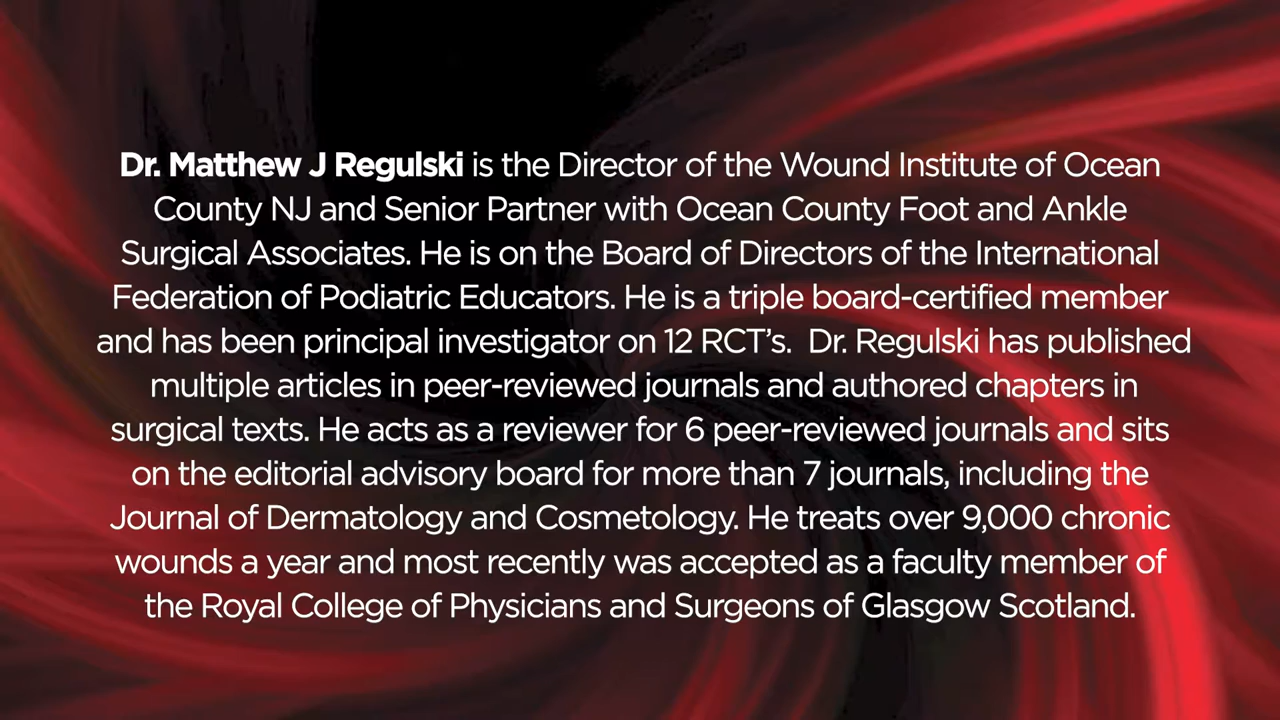 Dr. Matthew J Regulski is the Director of the Wound Institute of Ocean
County NJ and Senior Partner with Ocean County Foot and Ankle
Surgical Associates. He is on the Board of Directors of the International
Federation of Podiatric Educators. He is a triple board-certified member
and has been principal investigator on 12 RCT’s.  Dr. Regulski has published
multiple articles in peer-reviewed journals and authored chapters in
surgical texts. He acts as a reviewer for 6 peer-reviewed journals and sits
on the editorial advisory board for more than 7 journals, including the
Journal of Dermatology and Cosmetology. He treats over 9,000 chronic
wounds a year and most recently was accepted as a faculty member of
the Royal College of Physicians and Surgeons of Glasgow Scotland.